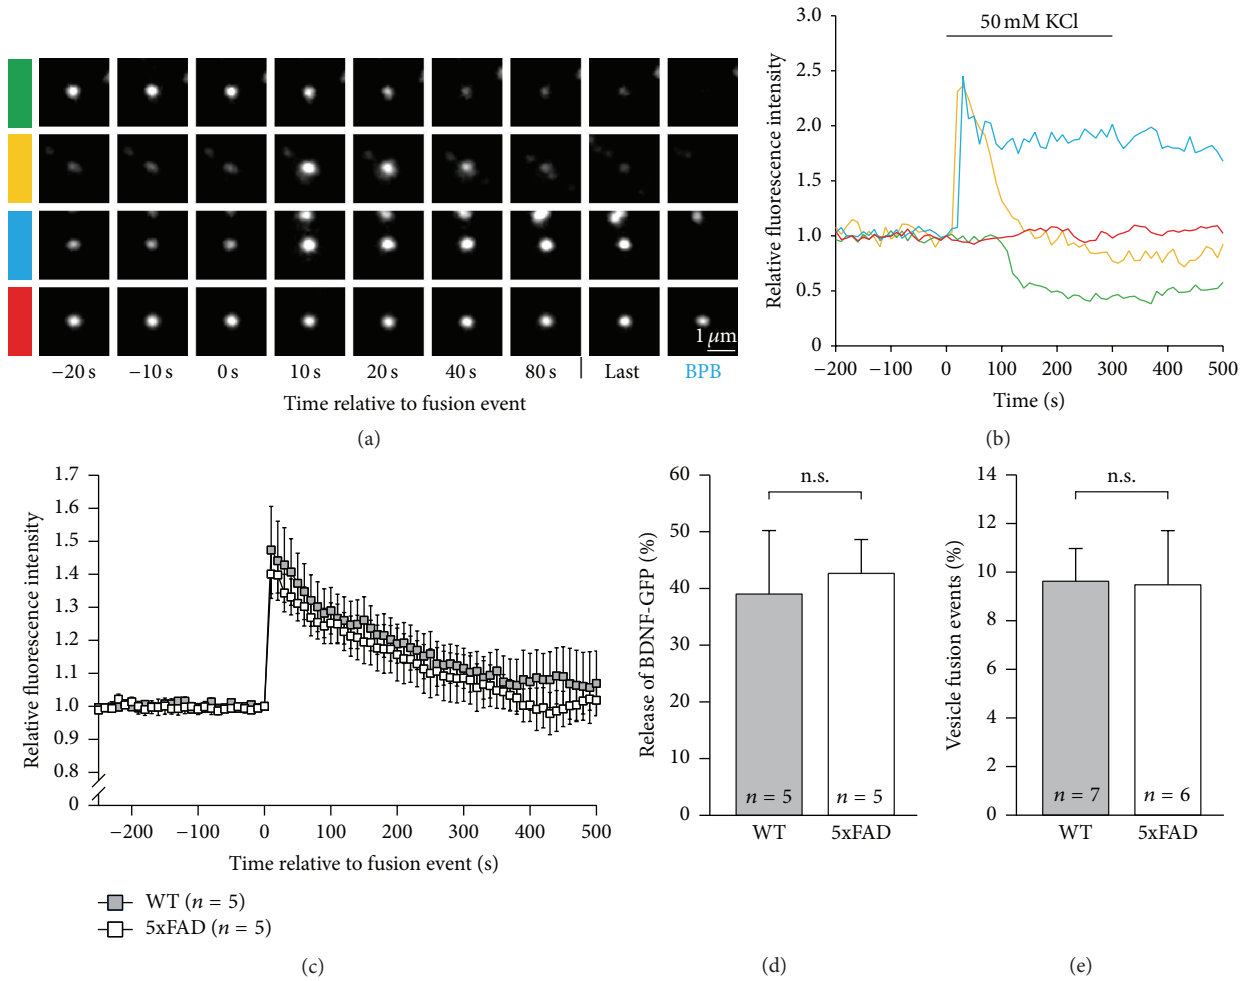 1 μm
−20 s −10 s 0 s 10 s 20 s 40 s 80 s Last BPB
Time relative to fusion event
(a)
50 mM KCl
Relative fluorescence intensity
3.0
2.5
2.0
1.5
1.0
0.5
0
−200 −100 0 100 200 300 400 500
Time (s)
(b)
Relative fluorescence intensity
1.7
1.6
1.5
1.4
1.3
1.2
1.1
1.0
0.9
0.8
0
−200 −100 0 100 200 300 400 500
Time relative to fusion event (s)
WT (n = 5)
5xFAD (n = 5)
(c)
Release of BDNF-GFP (%)
60
50
40
30
20
10
0
n.s.
n = 5 n = 5
WT 5xFAD
(d)
Vesicle fusion events (%)
14
12
10
8
6
4
2
0
n.s.
n = 7 n = 6
WT 5xFAD
(e)